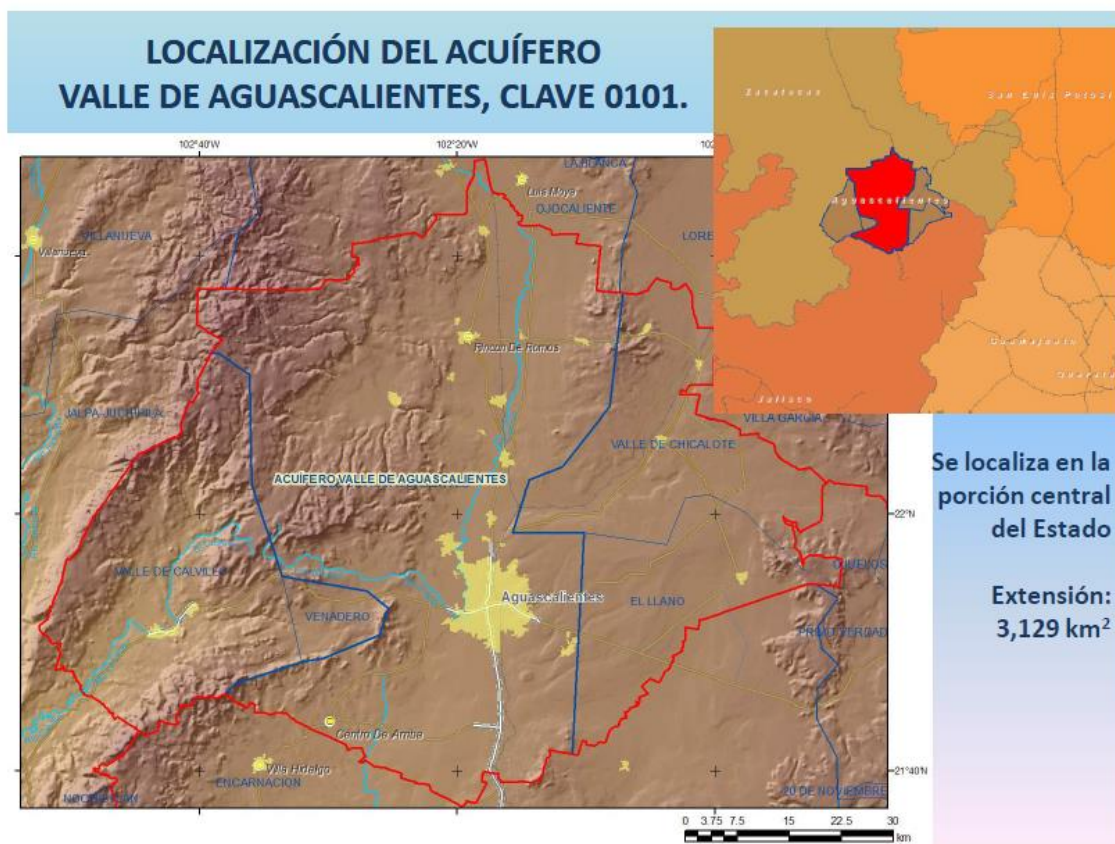 LOCALIZACIÓN DEL ACUÍFERO
VALLE DE AGUASCALIENTES, CLAVE 0101.
Zacatecas
San Luis Potosí
Aguascalientes
Guanajuato
Jalisco
102°40'W
102°20'W
LA BLANCA
Luis Moya
OJOCALIENTE
VILLANUEVA
Villanueva
Rincon De Romos
JALPA-JUCHIPILA
VILLA GARCIA
VALLE DE CHICALOTE
ACUÍFERO VALLE DE AGUASCALIENTES
22°N
VALLE DE CALVILLO
OJUELOS
Aguascalientes
EL LLANO
VENADERO
PRIMO VERDAD
Centro De Arriba
Villa Hidalgo
21°40'N
ENCARNACION
20 DE NOVIEMBRE
0 3.75 7.5 15 22.5 30
km
Se localiza en la
porción central
del Estado
Extensión:
3,129 km²